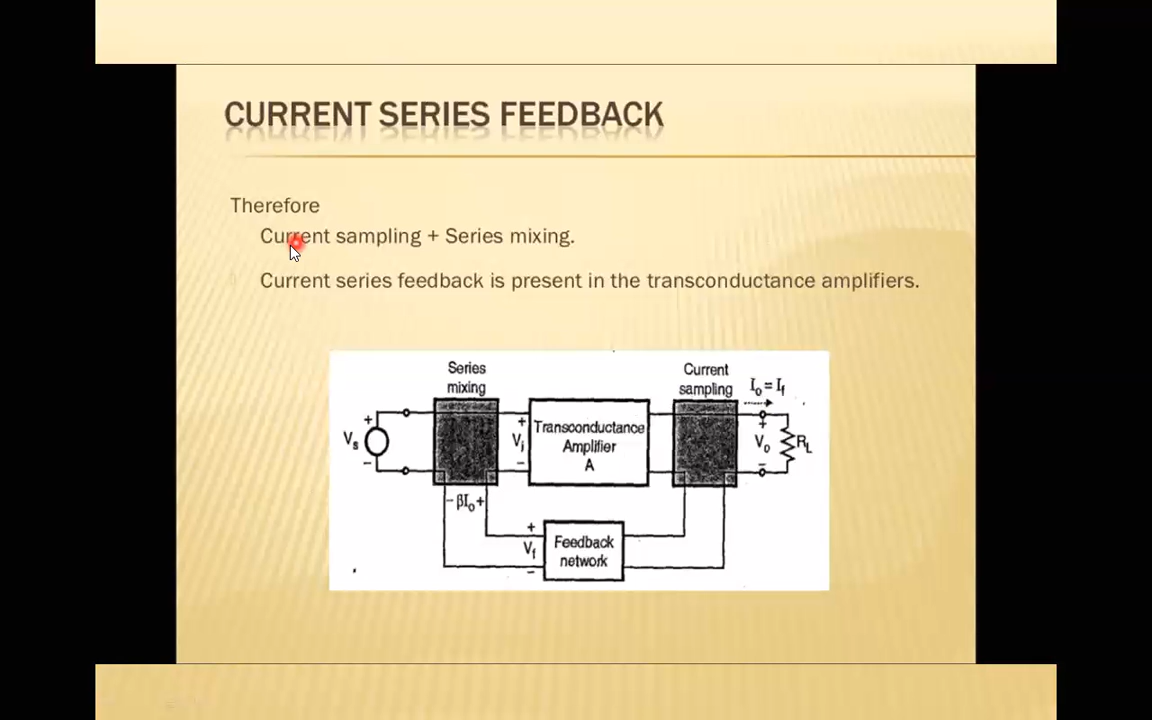 CURRENT SERIES FEEDBACK
Therefore
Current sampling + Series mixing.
Current series feedback is present in the transconductance amplifiers.
Series
mixing
Current
sampling
Io = If
+
Vs
-
+
Vi
-
Transconductance
Amplifier
A
+
Vo
-
RL
- βIo +
+
Vf
-
Feedback
network